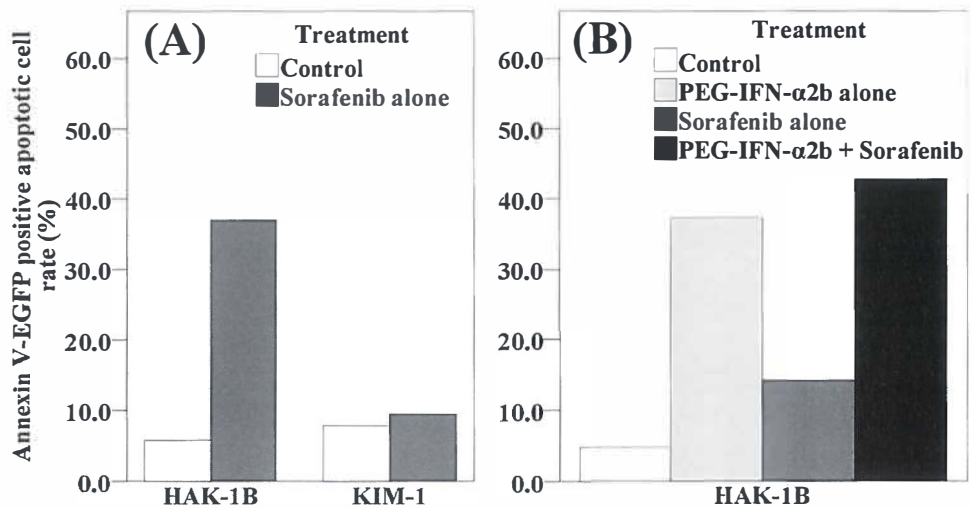 Annexin V-EGFP positive apoptotic cell
rate (%)
(A)
Treatment
Control
Sorafenib alone
60.0
50.0
40.0
30.0
20.0
10.0
0.0
HAK-1B
KIM-1
(B)
Treatment
Control
PEG-IFN-α2b alone
Sorafenib alone
PEG-IFN-α2b + Sorafenib
60.0
50.0
40.0
30.0
20.0
10.0
0.0
HAK-1B